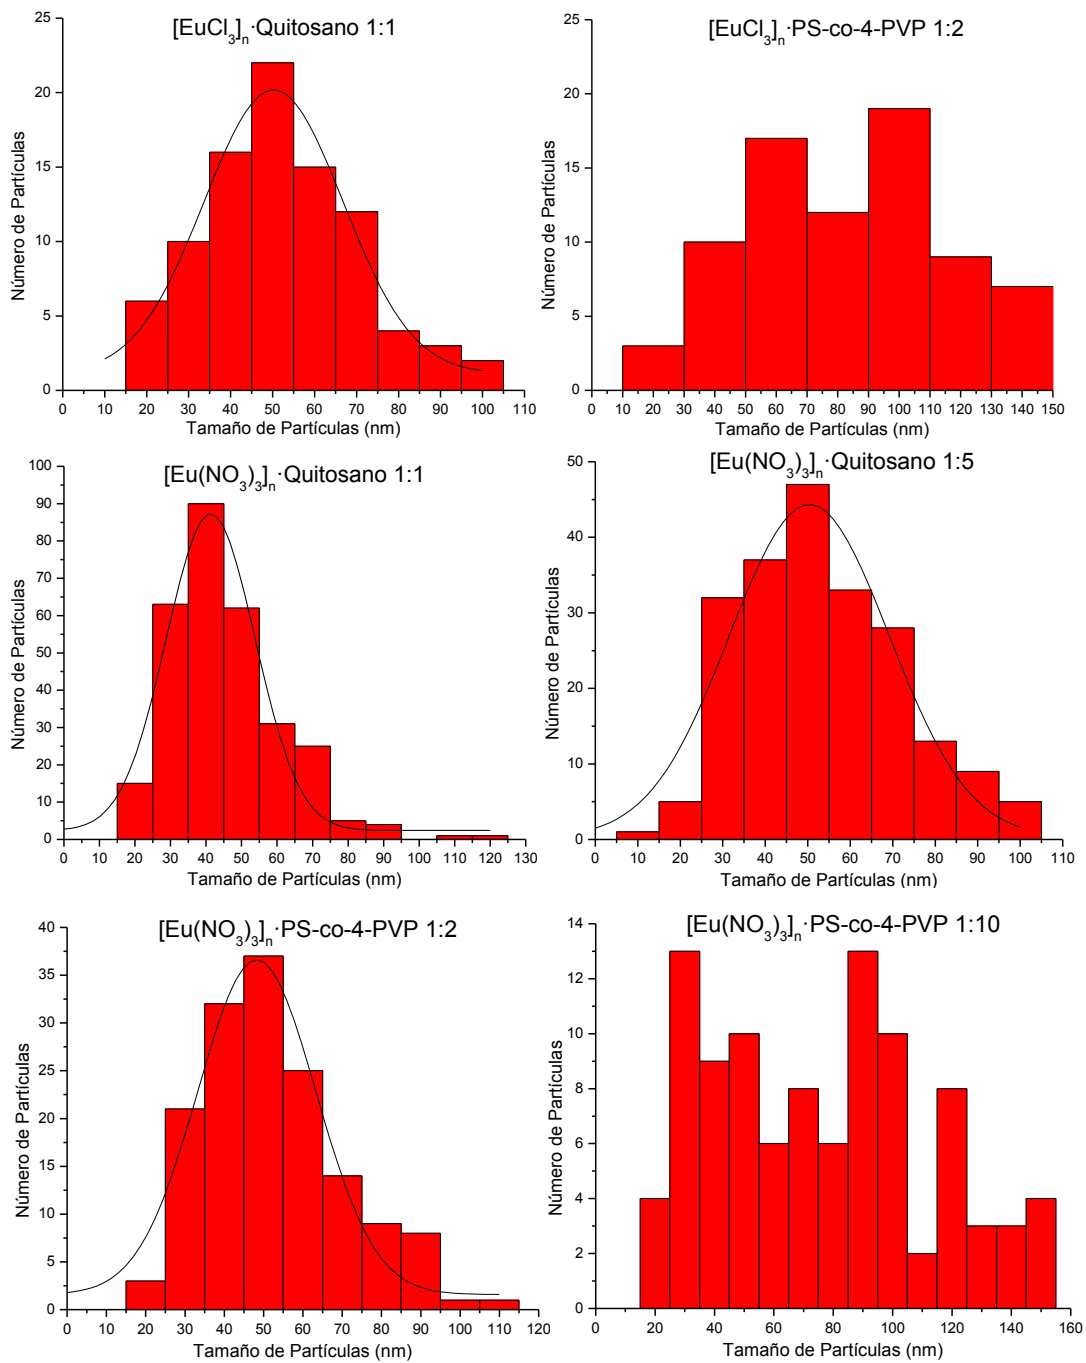 [EuCl3]n·Quitosano 1:1
Número de Partículas
25
20
15
10
5
0
0 10 20 30 40 50 60 70 80 90 100 110
Tamaño de Partículas (nm)
[EuCl3]n·PS-co-4-PVP 1:2
Número de Partículas
25
20
15
10
5
0
0 10 20 30 40 50 60 70 80 90 100 110 120 130 140 150
Tamaño de Partículas (nm)
[Eu(NO3)3]n·Quitosano 1:1
Número de Partículas
100
90
80
70
60
50
40
30
20
10
0
0 10 20 30 40 50 60 70 80 90 100 110 120 130
Tamaño de Partículas (nm)
[Eu(NO3)3]n·Quitosano 1:5
Número de Partículas
50
40
30
20
10
0
0 10 20 30 40 50 60 70 80 90 100 110
Tamaño de Partículas (nm)
[Eu(NO3)3]n·PS-co-4-PVP 1:2
Número de Partículas
40
35
30
25
20
15
10
5
0
0 10 20 30 40 50 60 70 80 90 100 110 120
Tamaño de Partículas (nm)
[Eu(NO3)3]n·PS-co-4-PVP 1:10
Número de Partículas
14
12
10
8
6
4
2
0
0 20 40 60 80 100 120 140 160
Tamaño de Partículas (nm)